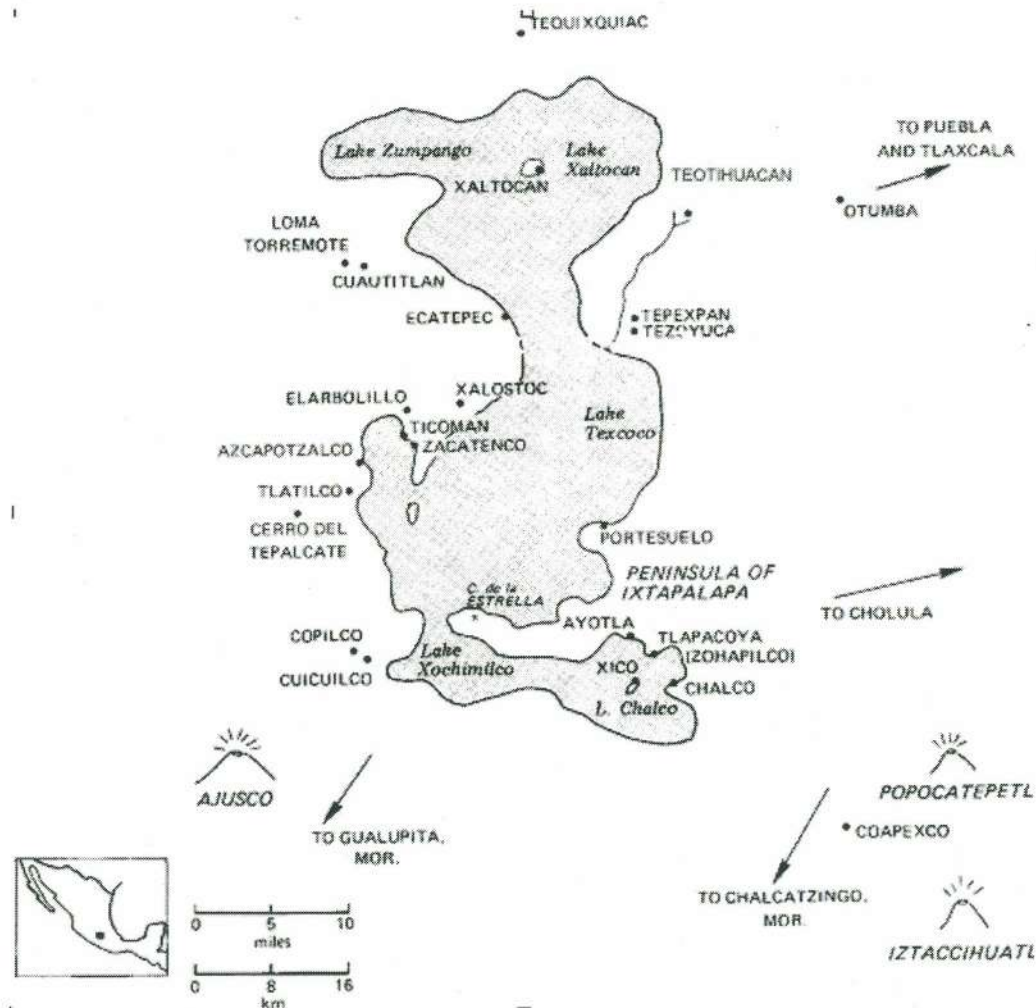 TEQUIXQUIAC
Lake Zumpango
Lake
Xaltocan
XALTOCAN
TO PUEBLA
AND TLAXCALA
TEOTIHUACAN
OTUMBA
LOMA
TORREMOTE
CUAUTITLAN
ECATEPEC
TEPEXPAN
TEZOYUCA
ELARBOLILLO
XALOSTOC
TICOMAN
ZACATENCO
Lake
Texcoco
AZCAPOTZALCO
TLATILCO
CERRO DEL
TEPALCATE
PORTESUELO
PENINSULA OF
IXTAPALAPA
C. de la
ESTRELLA
TO CHOLULA
AYOTLA
TLAPACOYA
(ZOHAPILCO)
COPILCO
CUICUILCO
Lake
Xochimilco
XICO
CHALCO
L. Chalco
AJUSCO
TO GUALUPITA,
MOR.
POPOCATEPETL
COAPEXCO
TO CHALCATZINGO,
MOR.
IZTACCIHUATL
0 5 10
miles
0 8 16
km